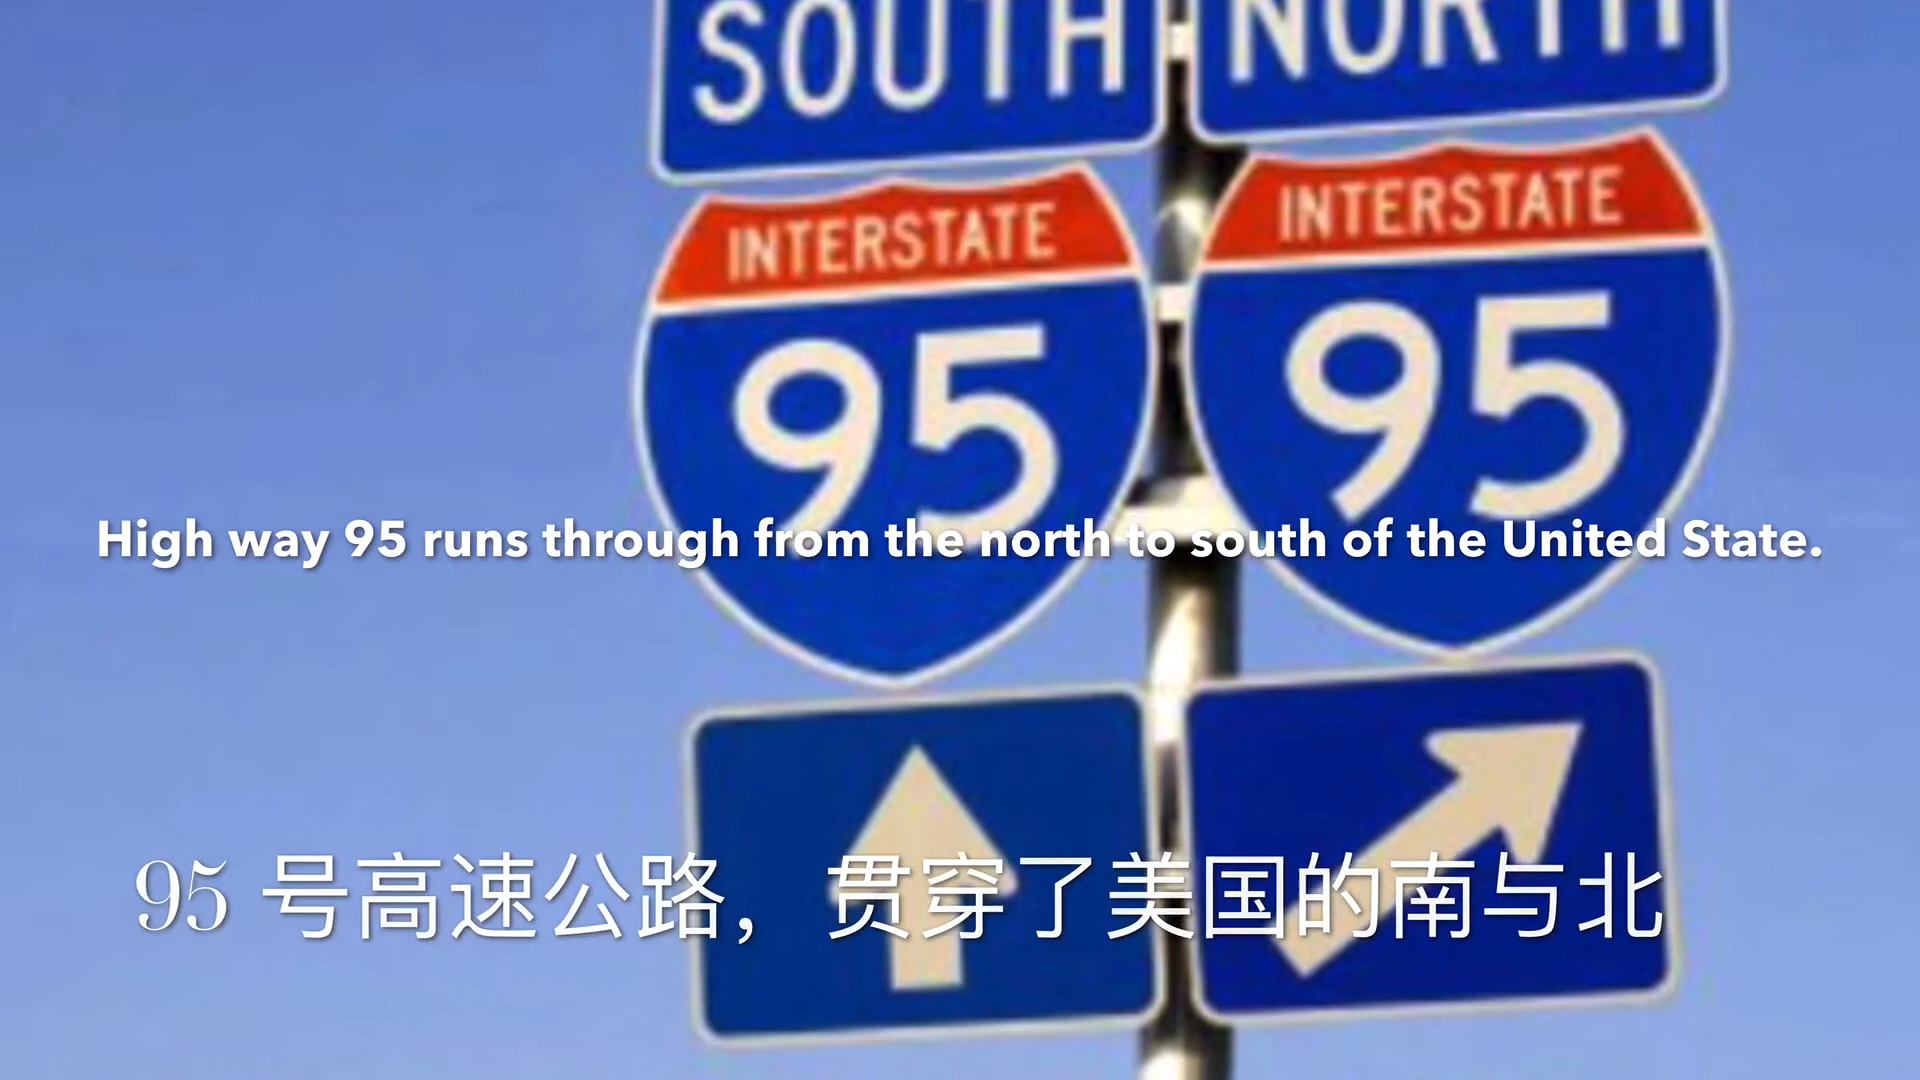 SOUTH
NORTH
INTERSTATE
INTERSTATE
95
95
High way 95 runs through from the north to south of the United State.
95 号高速公路，贯穿了美国的南与北